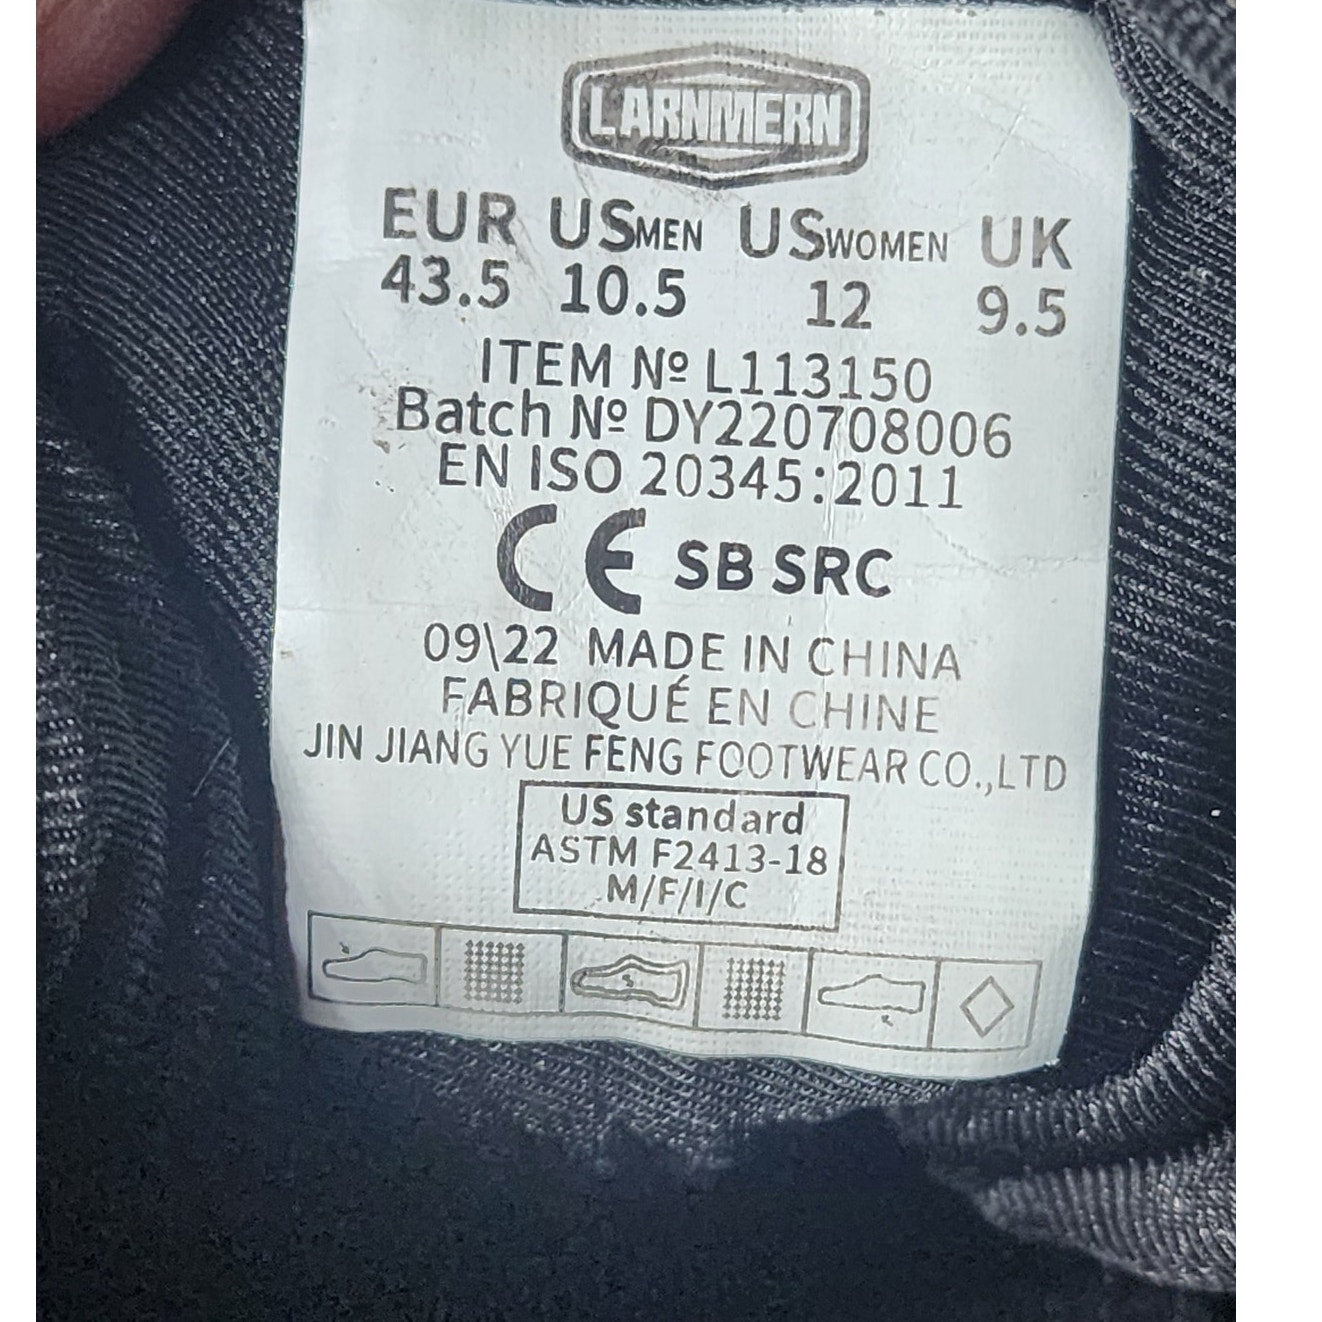 LARNMERN
EUR USMEN USWOMEN UK
43.5 10.5 12 9.5
ITEM Nº L113150
Batch Nº DY220708006
EN ISO 20345:2011
CE SB SRC
09\22 MADE IN CHINA
FABRIQUÉ EN CHINE
JIN JIANG YUE FENG FOOTWEAR CO.,LTD
US standard
ASTM F2413-18
M/F/I/C